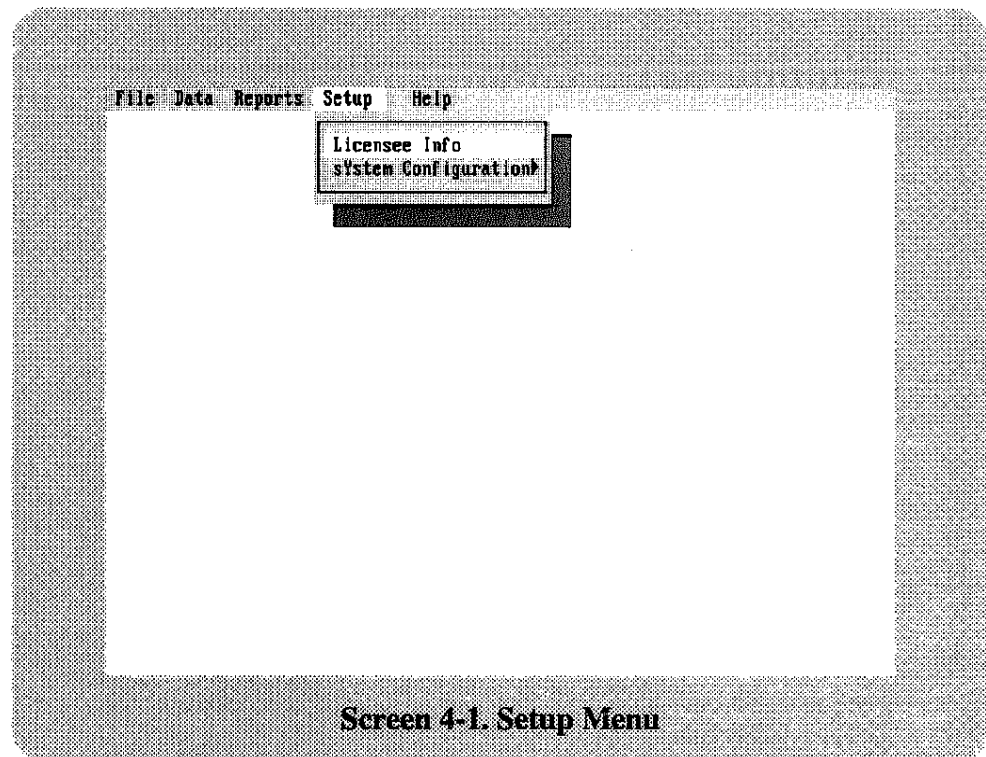 File Data Reports Setup Help
Licensee Info
sYstem Configuration
Screen 4-1. Setup Menu